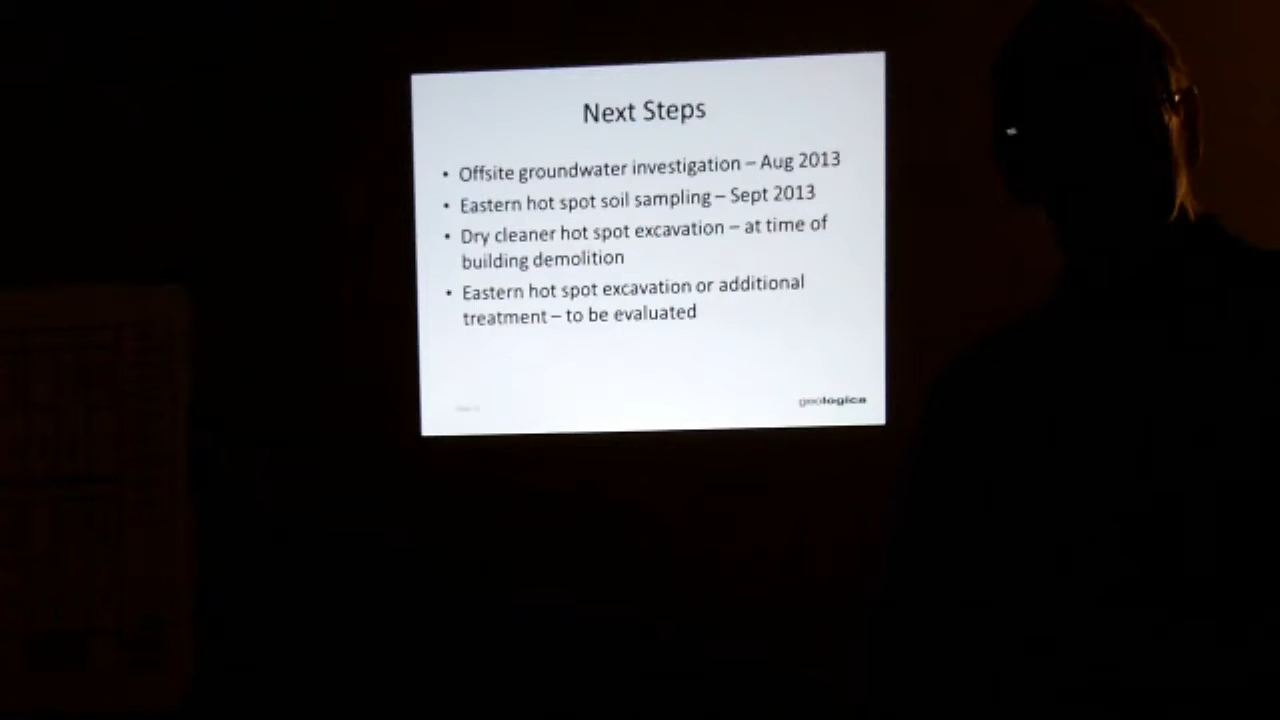 Next Steps
• Offsite groundwater investigation – Aug 2013
• Eastern hot spot soil sampling – Sept 2013
• Dry cleaner hot spot excavation – at time of
building demolition
• Eastern hot spot excavation or additional
treatment – to be evaluated
geologica